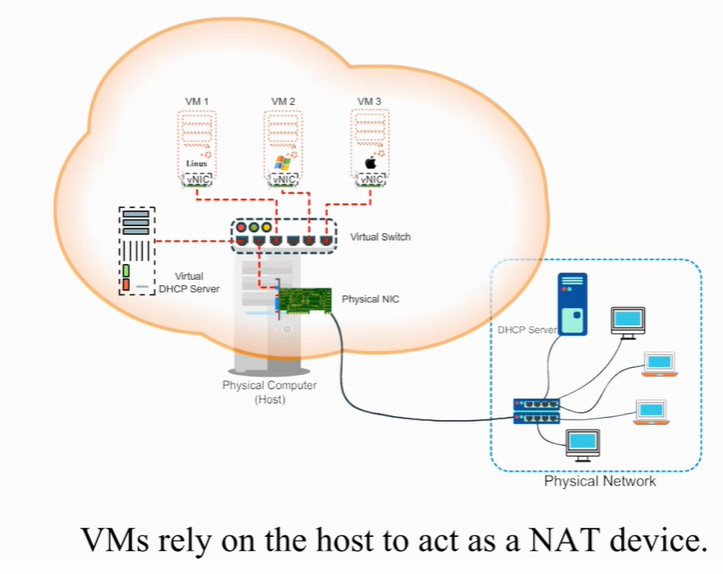 VM 1
VM 2
VM 3
Linux
vNIC
vNIC
vNIC
Virtual Switch
Virtual
DHCP Server
Physical NIC
DHCP Server
Physical Computer
(Host)
Physical Network
VMs rely on the host to act as a NAT device.